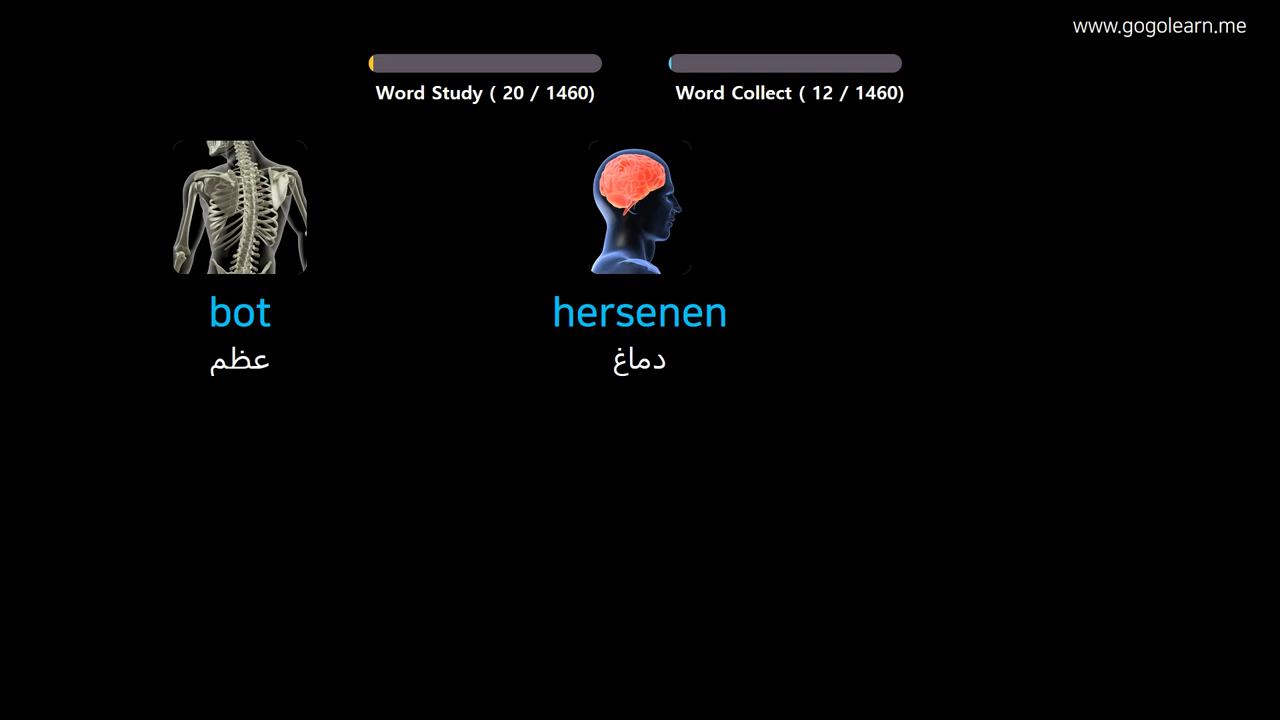 www.gogolearn.me
Word Study ( 20 / 1460)
Word Collect ( 12 / 1460)
bot
عظم
hersenen
دماغ